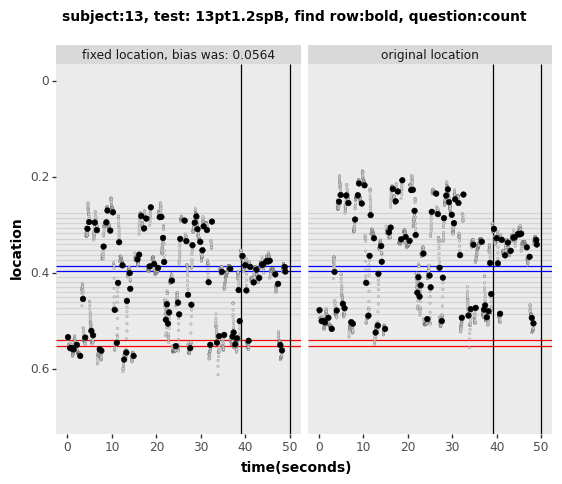 subject:13, test: 13pt1.2spB, find row:bold, question:count
fixed location, bias was: 0.0564
original location
0
0.2
0.4
0.6
location
0 10 20 30 40 50
0 10 20 30 40 50
time(seconds)